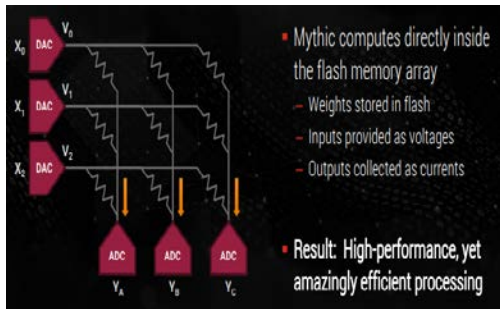 X0 DAC V0
X1 DAC V1
X2 DAC V2
ADC ADC ADC
YA YB YC
Mythic computes directly inside
the flash memory array
– Weights stored in flash
– Inputs provided as voltages
– Outputs collected as currents
Result: High-performance, yet
amazingly efficient processing